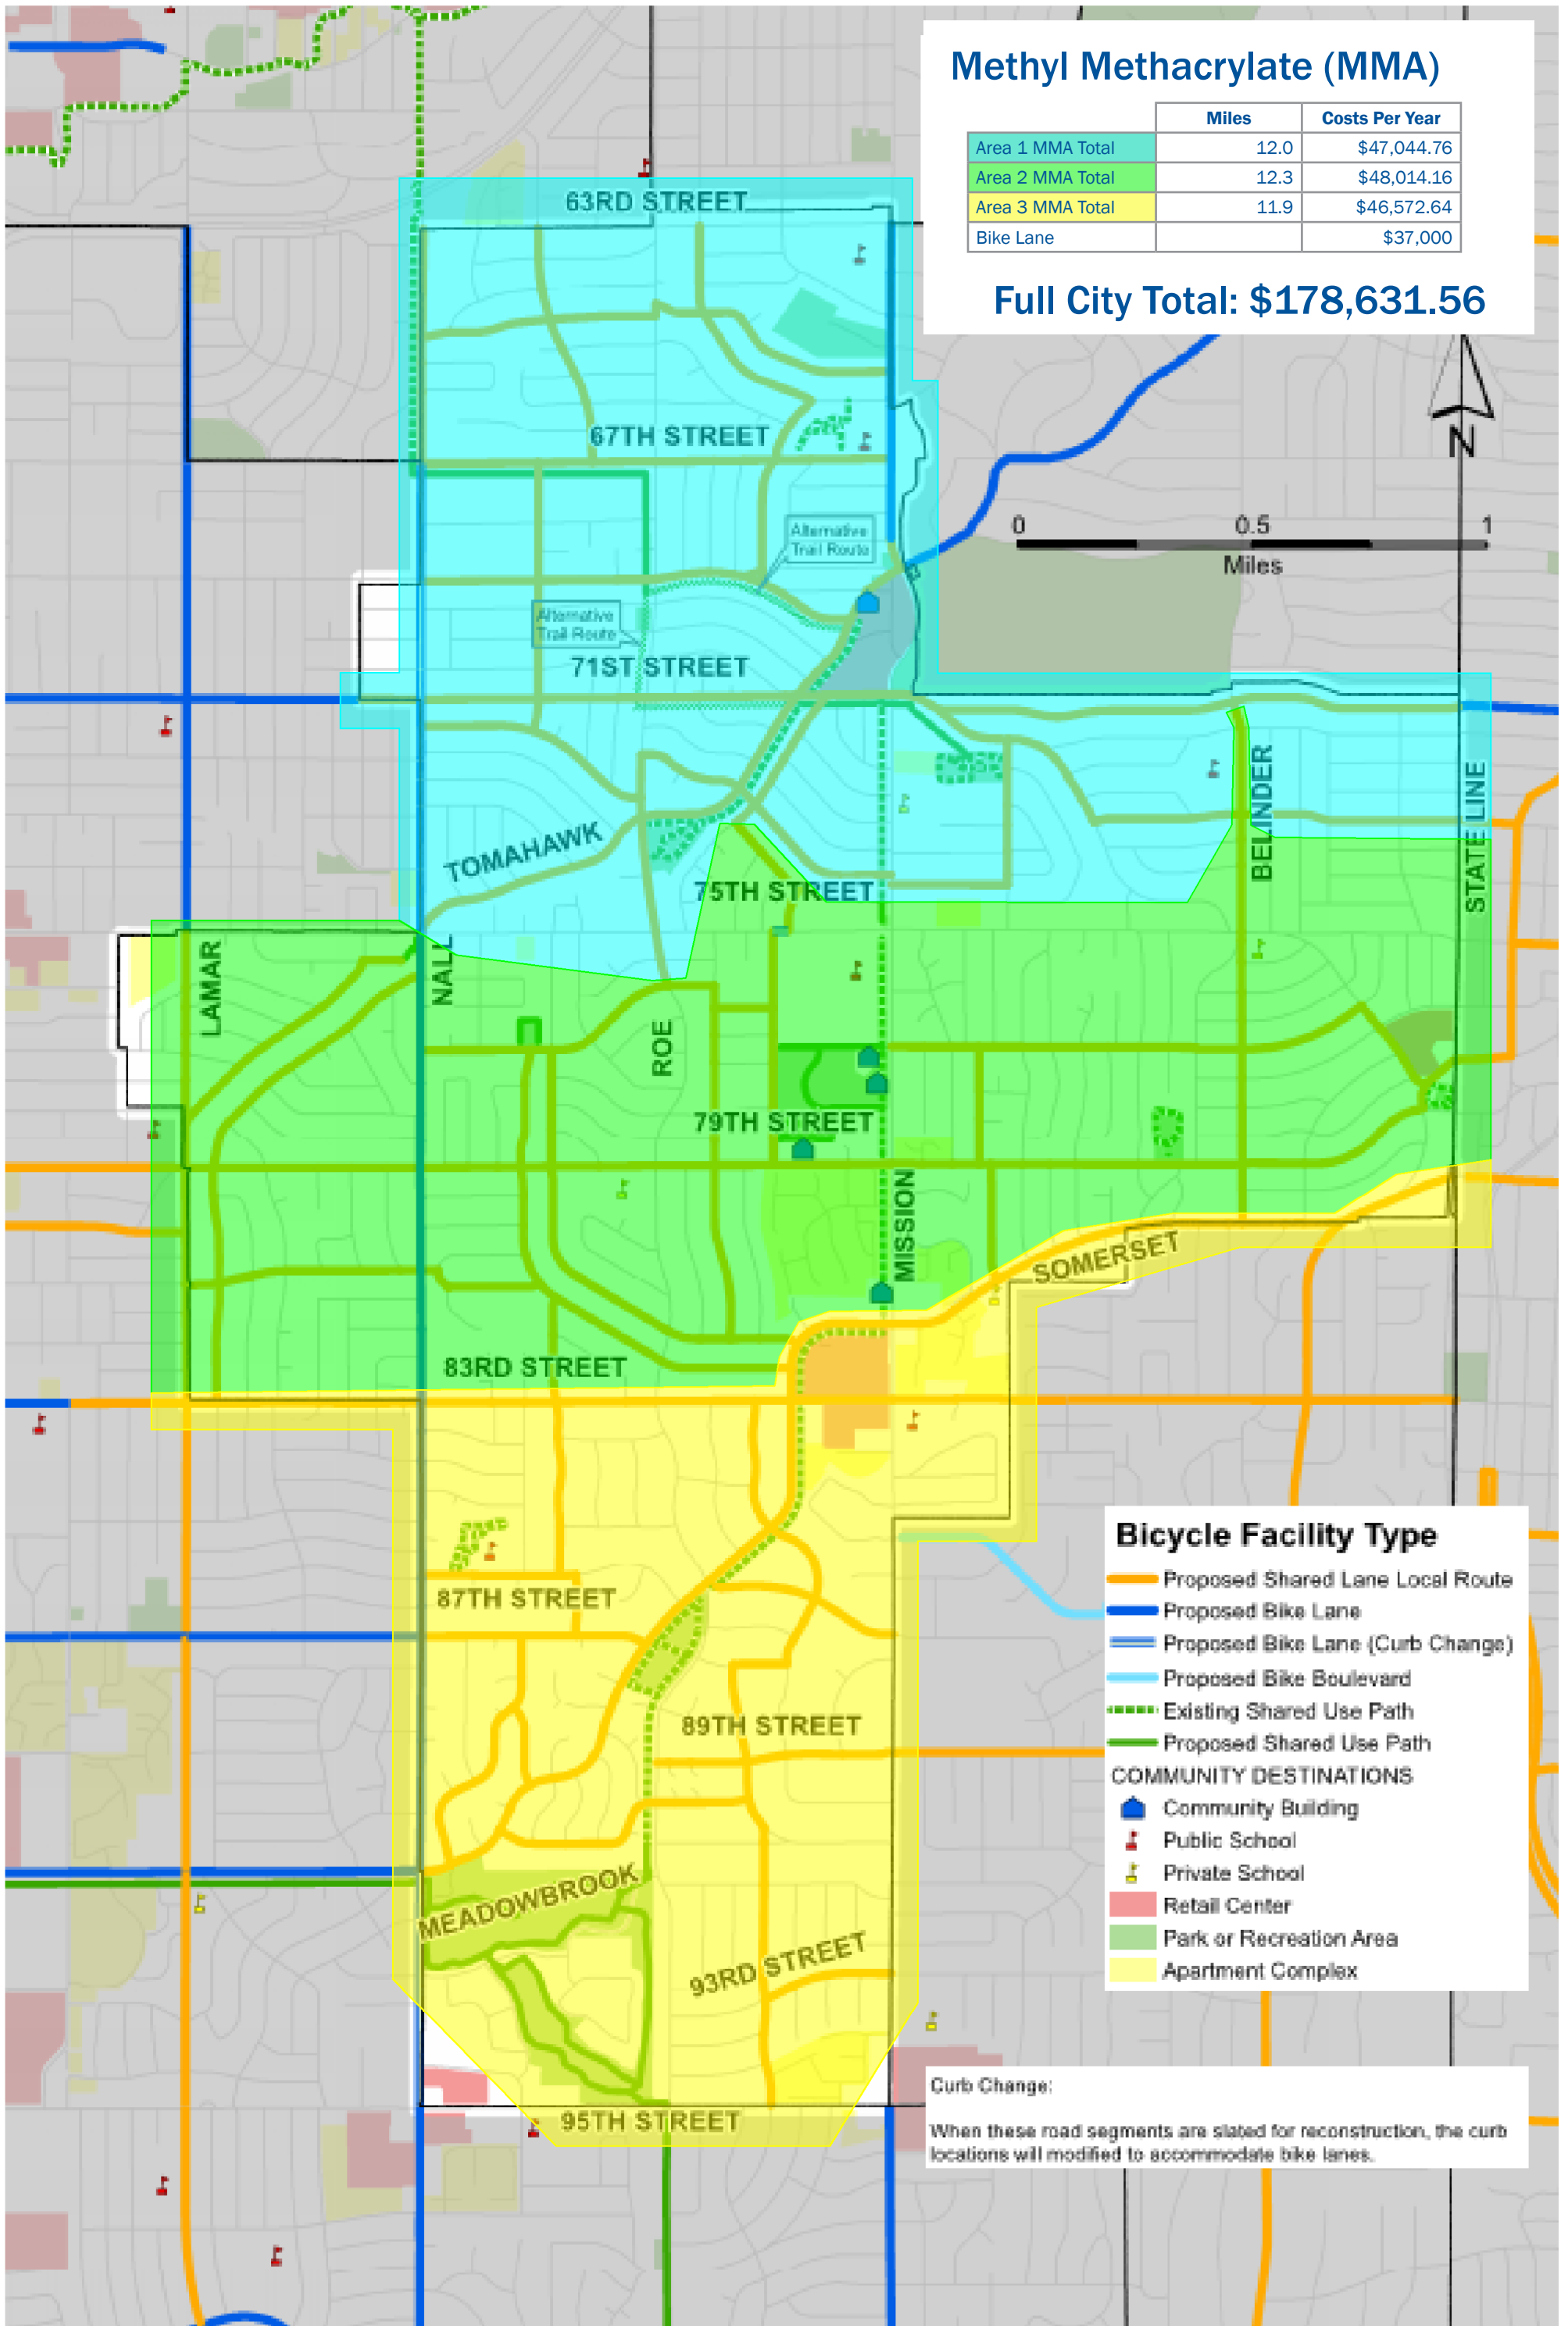 Methyl Methacrylate (MMA)
Miles Costs Per Year
Area 1 MMA Total 12.0 $47,044.76
Area 2 MMA Total 12.3 $48,014.16
Area 3 MMA Total 11.9 $46,572.64
Bike Lane $37,000
Full City Total: $178,631.56
63RD STREET
67TH STREET
N
0 0.5 1
Miles
Alternative
Trail Route
Alternative
Trail Route
71ST STREET
BELINDER
STATE LINE
TOMAHAWK
75TH STREET
LAMAR
NALL
ROE
79TH STREET
MISSION
SOMERSET
83RD STREET
87TH STREET
89TH STREET
MEADOWBROOK
93RD STREET
95TH STREET
Bicycle Facility Type
Proposed Shared Lane Local Route
Proposed Bike Lane
Proposed Bike Lane (Curb Change)
Proposed Bike Boulevard
Existing Shared Use Path
Proposed Shared Use Path
COMMUNITY DESTINATIONS
Community Building
Public School
Private School
Retail Center
Park or Recreation Area
Apartment Complex
Curb Change:
When these road segments are slated for reconstruction, the curb
locations will modified to accommodate bike lanes.